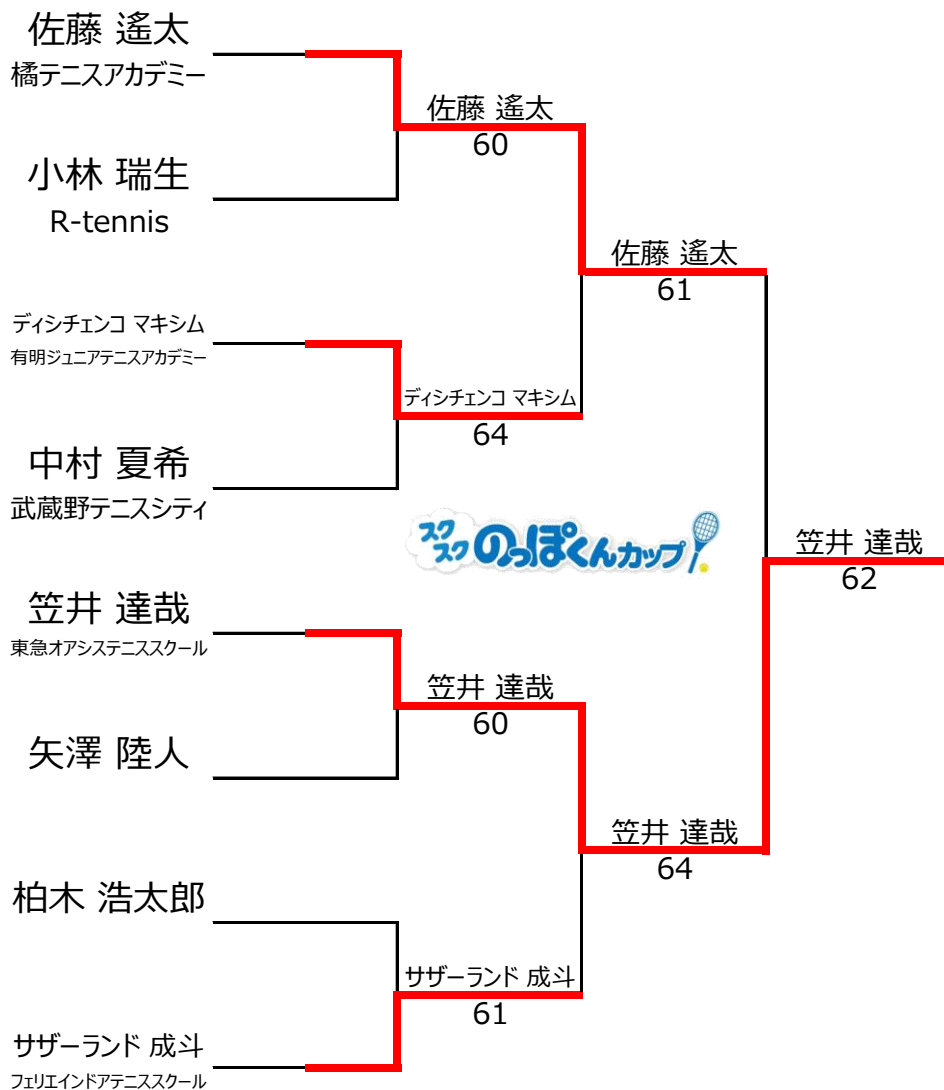 佐藤 遙太
橘テニスアカデミー
佐藤 遙太
60
小林 瑞生
R-tennis
佐藤 遙太
61
ディシチェンコ マキシム
有明ジュニアテニスアカデミー
ディシチェンコ マキシム
64
中村 夏希
武蔵野テニスシティ
スクスク のっぽくんカップ
笠井 達哉
62
笠井 達哉
東急オアシステニススクール
笠井 達哉
60
矢澤 陸人
笠井 達哉
64
柏木 浩太郎
サザーランド 成斗
61
サザーランド 成斗
フェリエインドアテニススクール